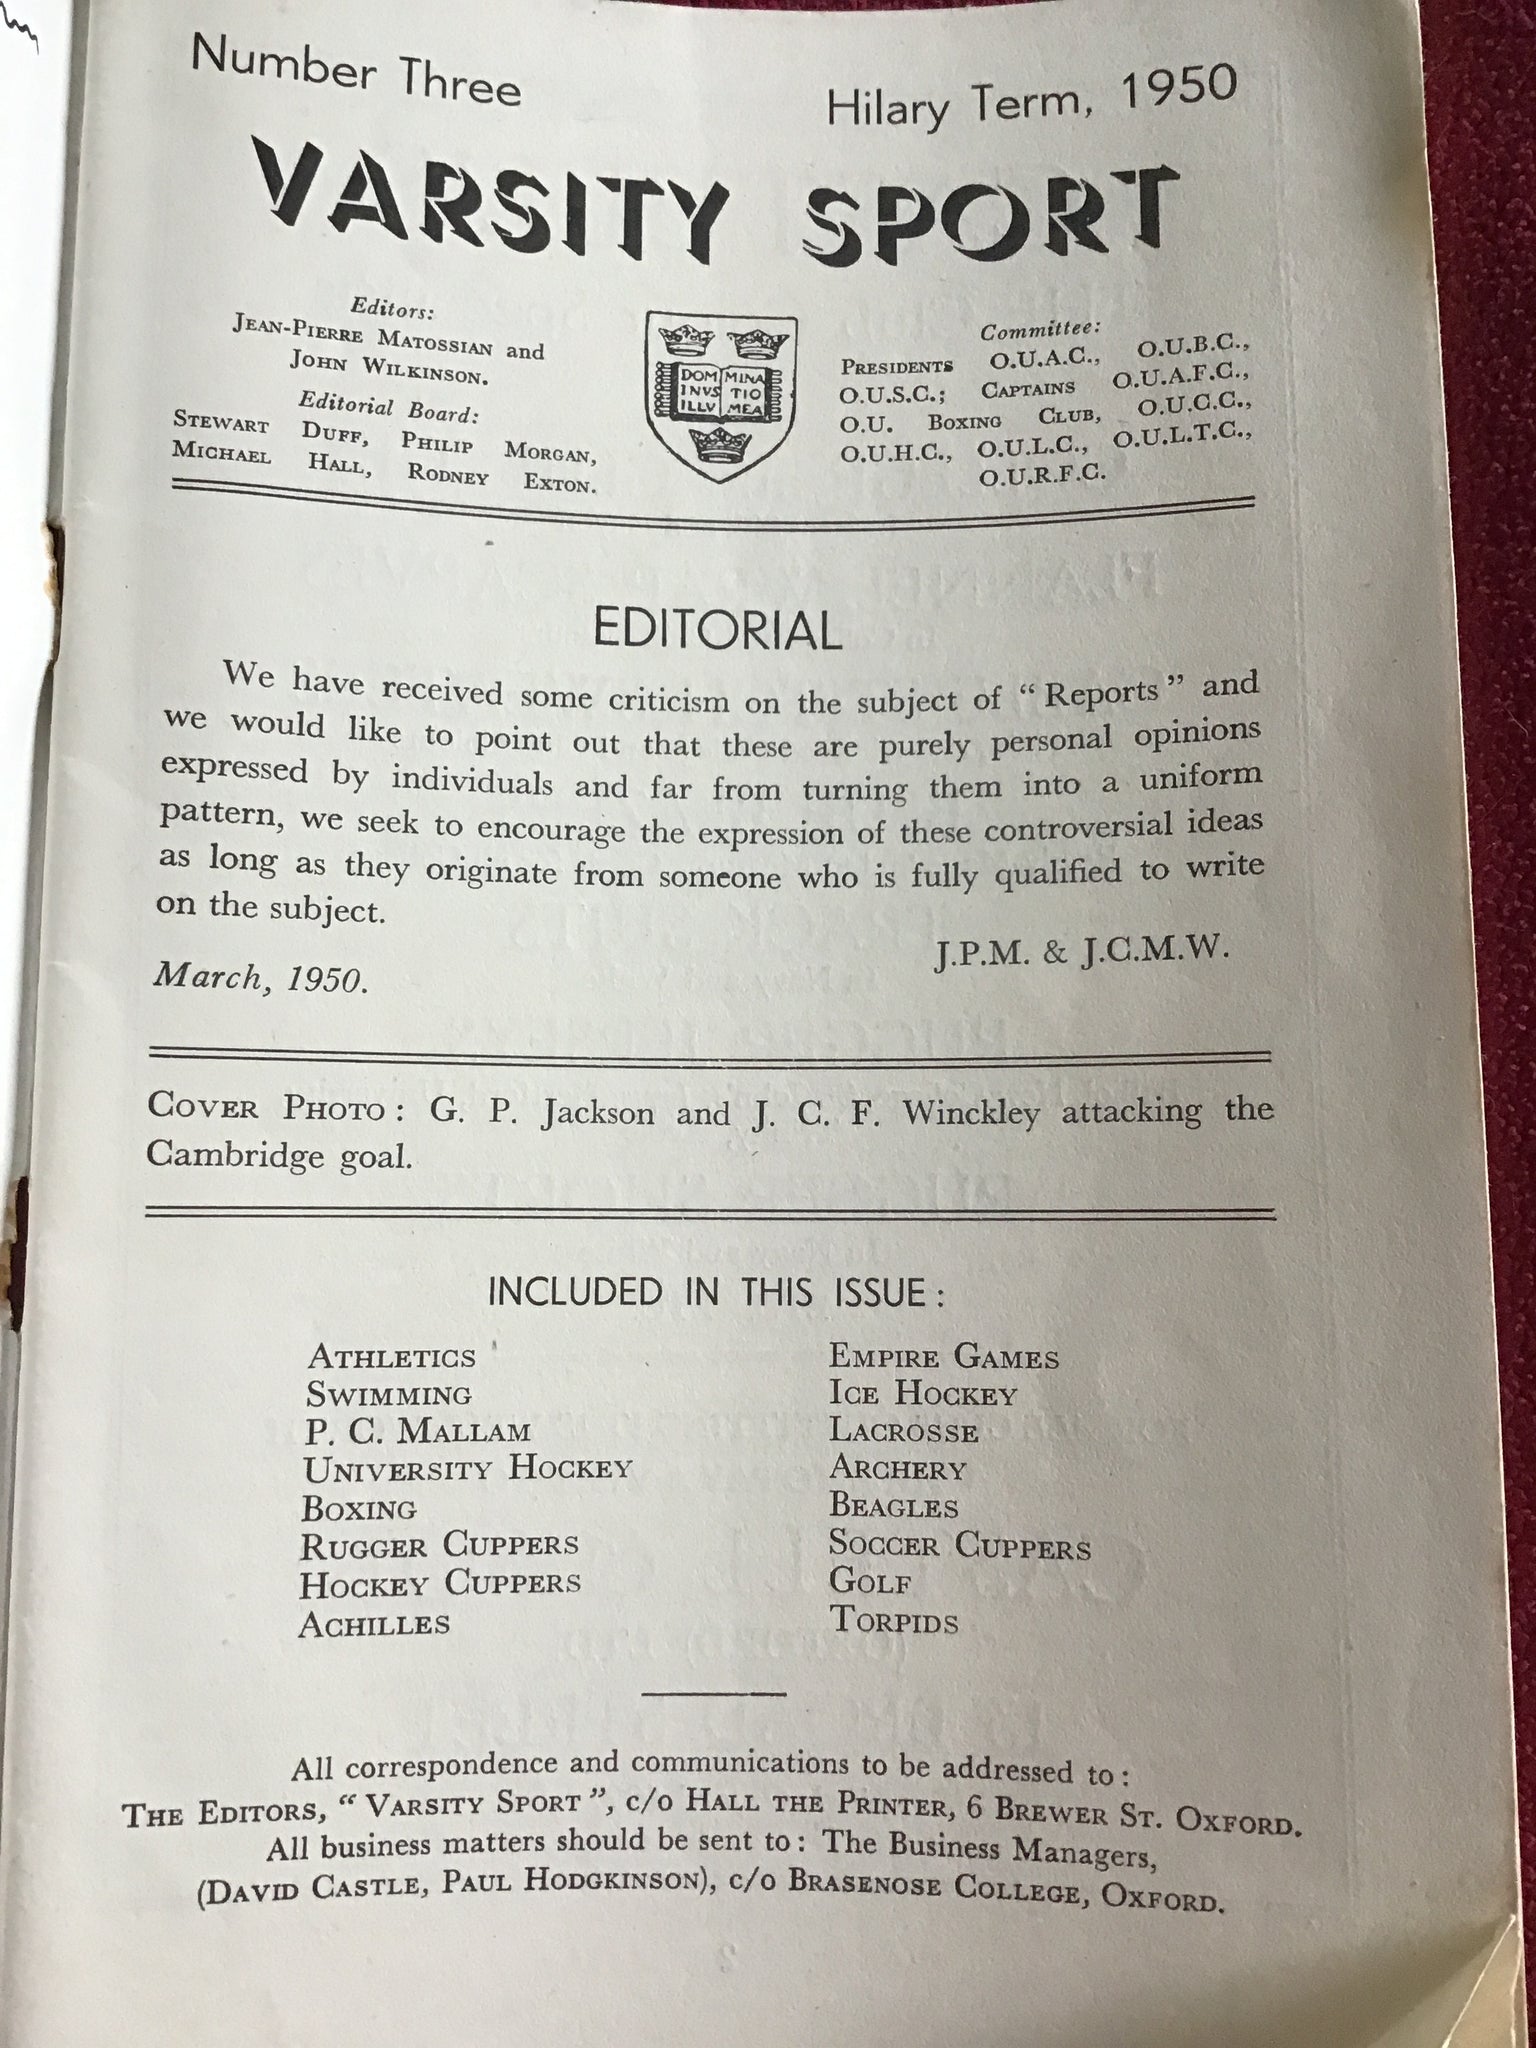 Number Three
Hilary Term, 1950
VARSITY SPORT
Editors:
JEAN-PIERRE MATOSSIAN and
JOHN WILKINSON.
Editorial Board:
STEWART DUFF, PHILIP MORGAN,
MICHAEL HALL, RODNEY EXTON.
DOM MINA
INVS TIO
ILLV MEA
Committee:
PRESIDENTS O.U.A.C., O.U.B.C.,
O.U.S.C.; CAPTAINS O.U.A.F.C.,
O.U. BOXING CLUB, O.U.C.C.,
O.U.H.C., O.U.L.C., O.U.L.T.C.,
O.U.R.F.C.
EDITORIAL
We have received some criticism on the subject of “Reports” and
we would like to point out that these are purely personal opinions
expressed by individuals and far from turning them into a uniform
pattern, we seek to encourage the expression of these controversial ideas
as long as they originate from someone who is fully qualified to write
on the subject.
J.P.M. & J.C.M.W.
March, 1950.
COVER PHOTO: G. P. Jackson and J. C. F. Winckley attacking the
Cambridge goal.
INCLUDED IN THIS ISSUE:
ATHLETICS
SWIMMING
P. C. MALLAM
UNIVERSITY HOCKEY
BOXING
RUGGER CUPPERS
HOCKEY CUPPERS
ACHILLES
EMPIRE GAMES
ICE HOCKEY
LACROSSE
ARCHERY
BEAGLES
SOCCER CUPPERS
GOLF
TORPIDS
All correspondence and communications to be addressed to:
THE EDITORS, “VARSITY SPORT”, c/o HALL THE PRINTER, 6 BREWER ST. OXFORD.
All business matters should be sent to: The Business Managers,
(DAVID CASTLE, PAUL HODGKINSON), c/o BRASENOSE COLLEGE, OXFORD.